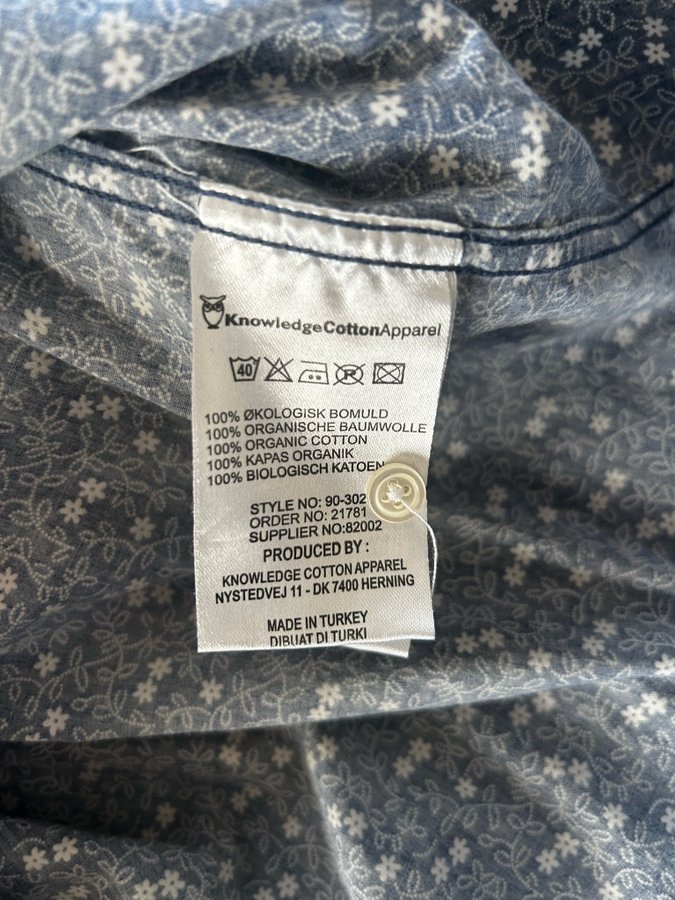 KnowledgeCottonApparel
40
100% ØKOLOGISK BOMULD
100% ORGANISCHE BAUMWOLLE
100% ORGANIC COTTON
100% KAPAS ORGANIK
100% BIOLOGISCH KATOEN
STYLE NO: 90-302
ORDER NO: 21781
SUPPLIER NO:82002
PRODUCED BY :
KNOWLEDGE COTTON APPAREL
NYSTEDVEJ 11 - DK 7400 HERNING
MADE IN TURKEY
DIBUAT DI TURKI